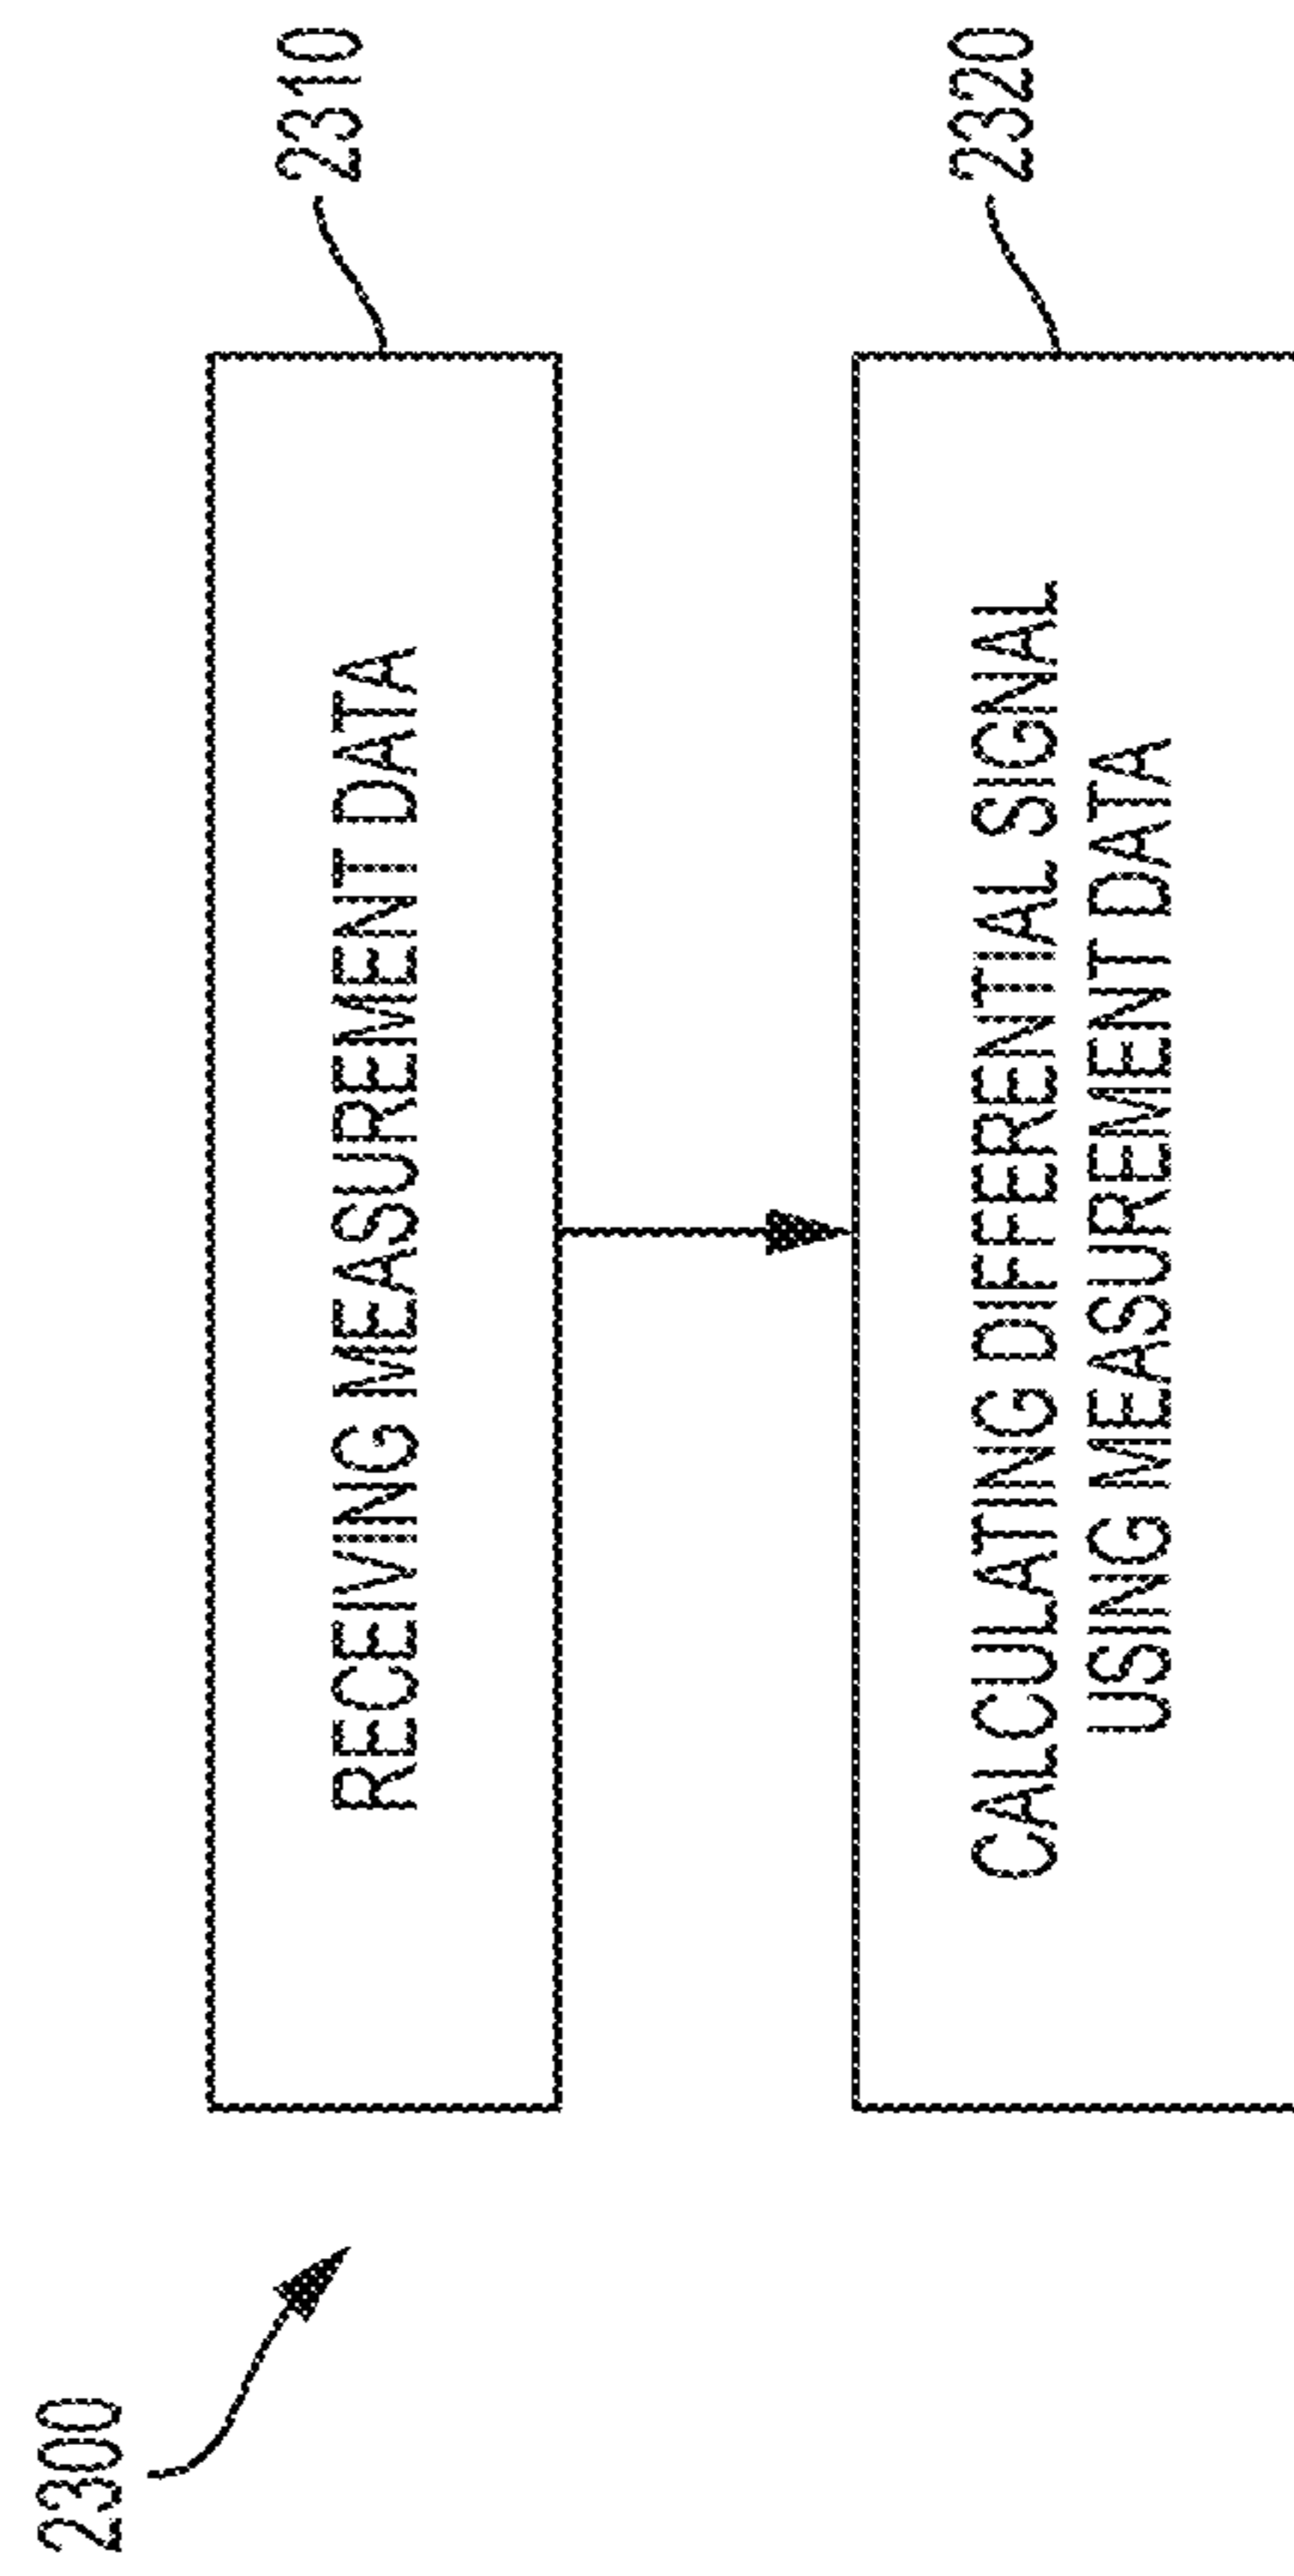 2300
RECEIVING MEASUREMENT DATA
2310
CALCULATING DIFFERENTIAL SIGNAL
USING MEASUREMENT DATA
2320